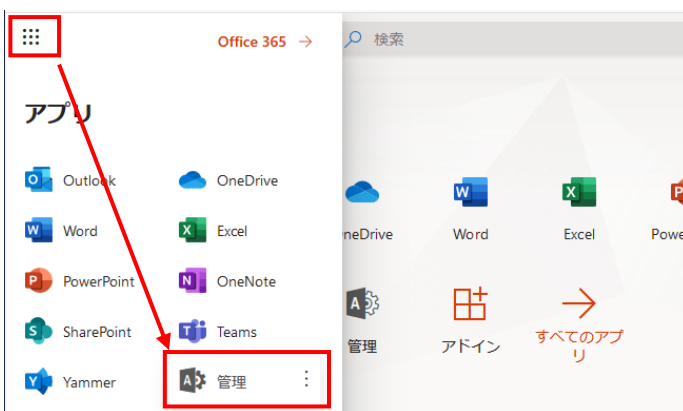 Office 365 →
検索
アプリ
Outlook
OneDrive
Word
Excel
PowerPoint
OneNote
SharePoint
Teams
Yammer
管理
neDrive
Word
Excel
Powe
管理
アドイン
すべてのアプ
リ